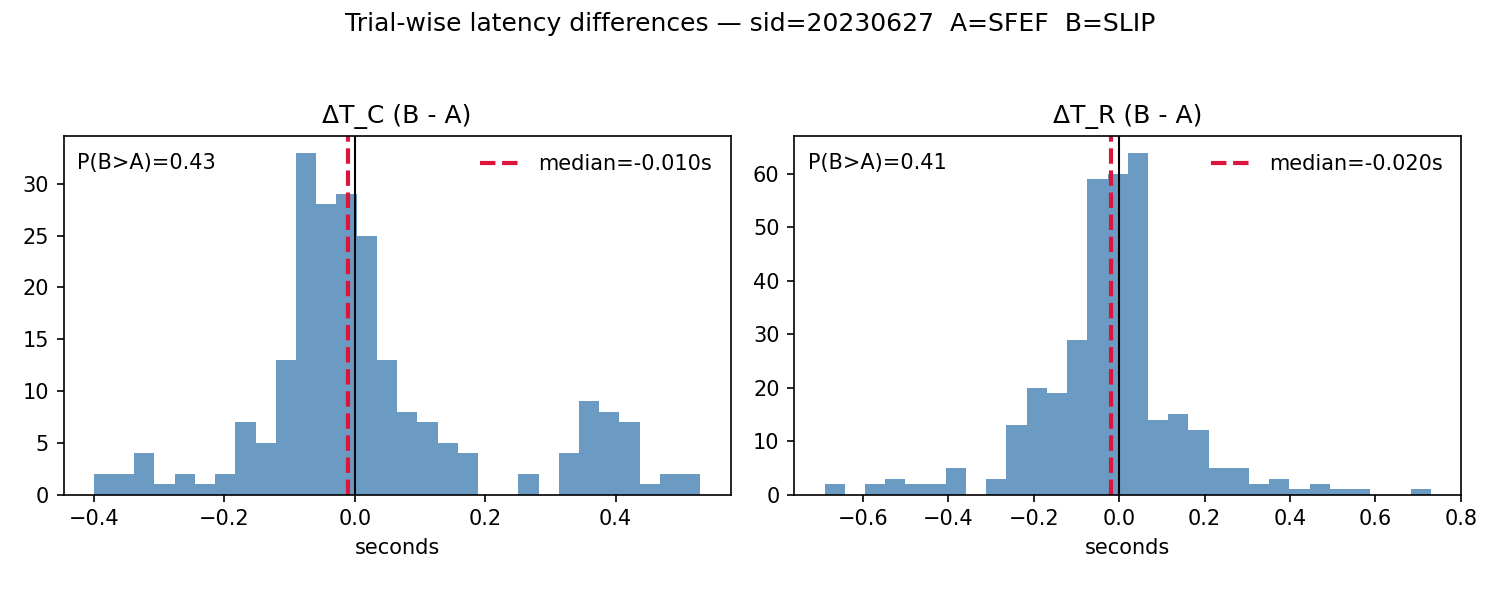 Trial-wise latency differences — sid=20230627  A=SFEF  B=SLIP
ΔT_C (B - A)
P(B>A)=0.43
median=-0.010s
30
25
20
15
10
5
0
−0.4 −0.2 0.0 0.2 0.4
seconds
ΔT_R (B - A)
P(B>A)=0.41
median=-0.020s
60
50
40
30
20
10
0
−0.6 −0.4 −0.2 0.0 0.2 0.4 0.6 0.8
seconds